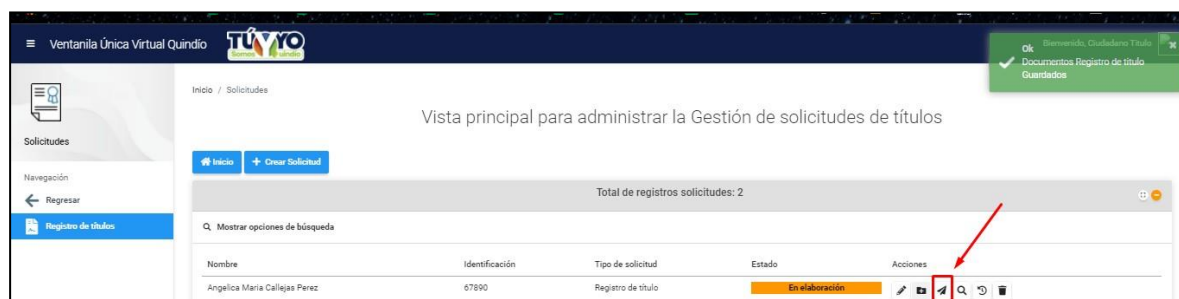 ≡ Ventanila Única Virtual Quindío
TÚ Y YO
Somos Quindío
Bienvenido, Ciudadano Titulo
Ok
Documentos Registro de título
Guardados
Inicio / Solicitudes
Vista principal para administrar la Gestión de solicitudes de títulos
Solicitudes
Inicio
+ Crear Solicitud
Navegación
Regresar
Registro de títulos
Total de registros solicitudes: 2
Mostrar opciones de búsqueda
Nombre Identificación Tipo de solicitud Estado Acciones
Angelica Maria Callejas Perez 67890 Registro de título En elaboración